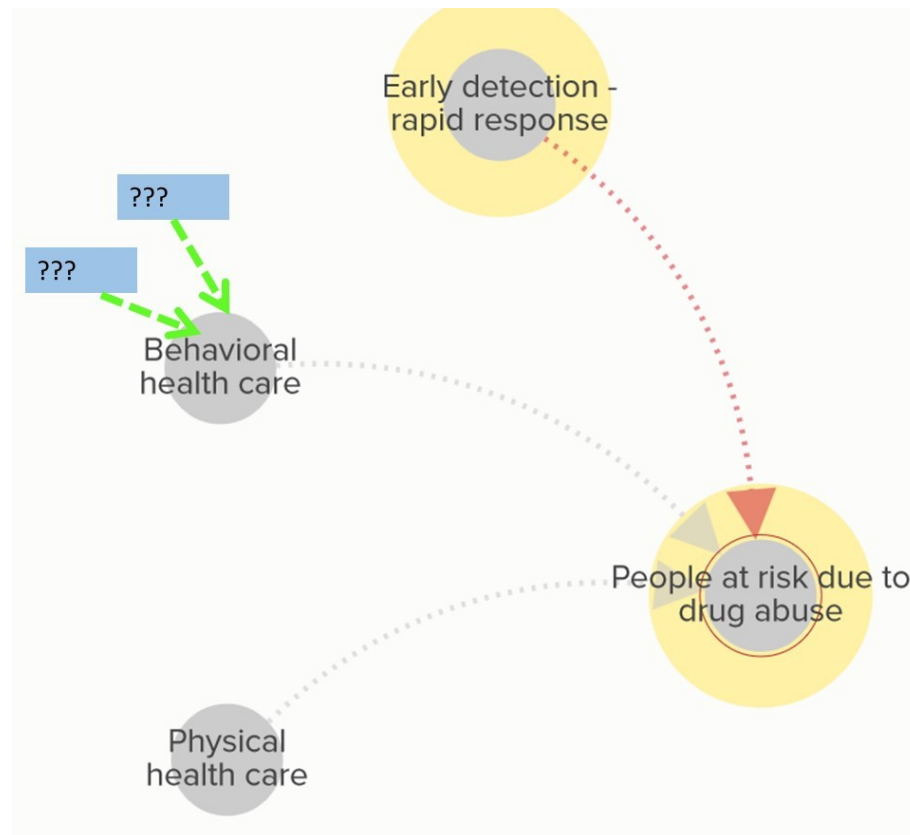 Early detection -
rapid response
???
???
Behavioral
health care
People at risk due to
drug abuse
Physical
health care